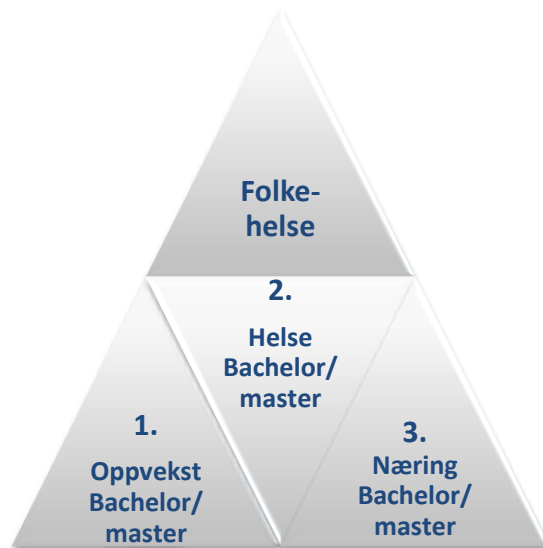 Folke-
helse
2.
Helse
Bachelor/
master
1.
Oppvekst
Bachelor/
master
3.
Næring
Bachelor/
master